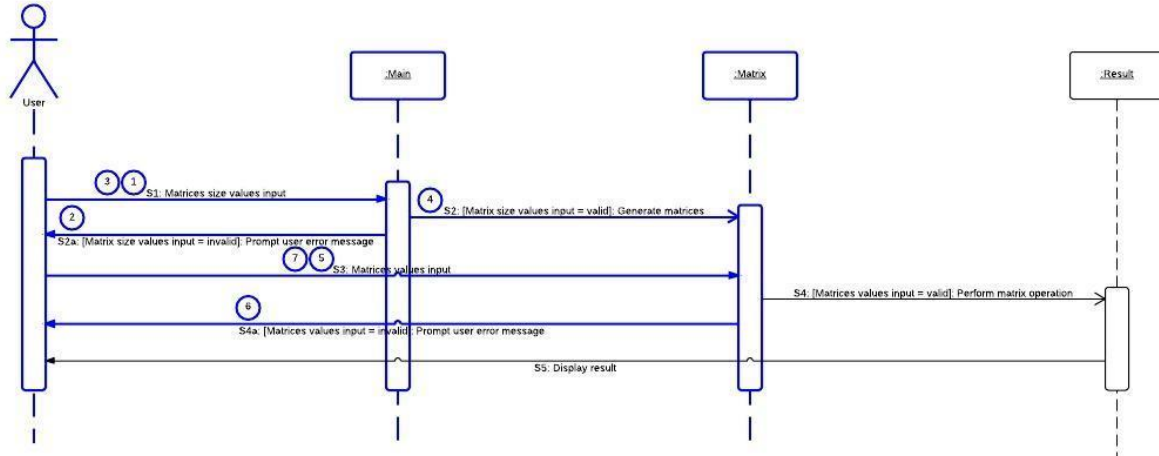 :Main
:Matrix
:Result
User
3 1
S1: Matrices size values input
4
S2: [Matrix size values input = valid]: Generate matrices
2
S2a: [Matrix size values input = invalid]: Prompt user error message
7 5
S3: Matrices values input
S4: [Matrices values input = valid]: Perform matrix operation
6
S4a: [Matrices values input = invalid]: Prompt user error message
S5: Display result